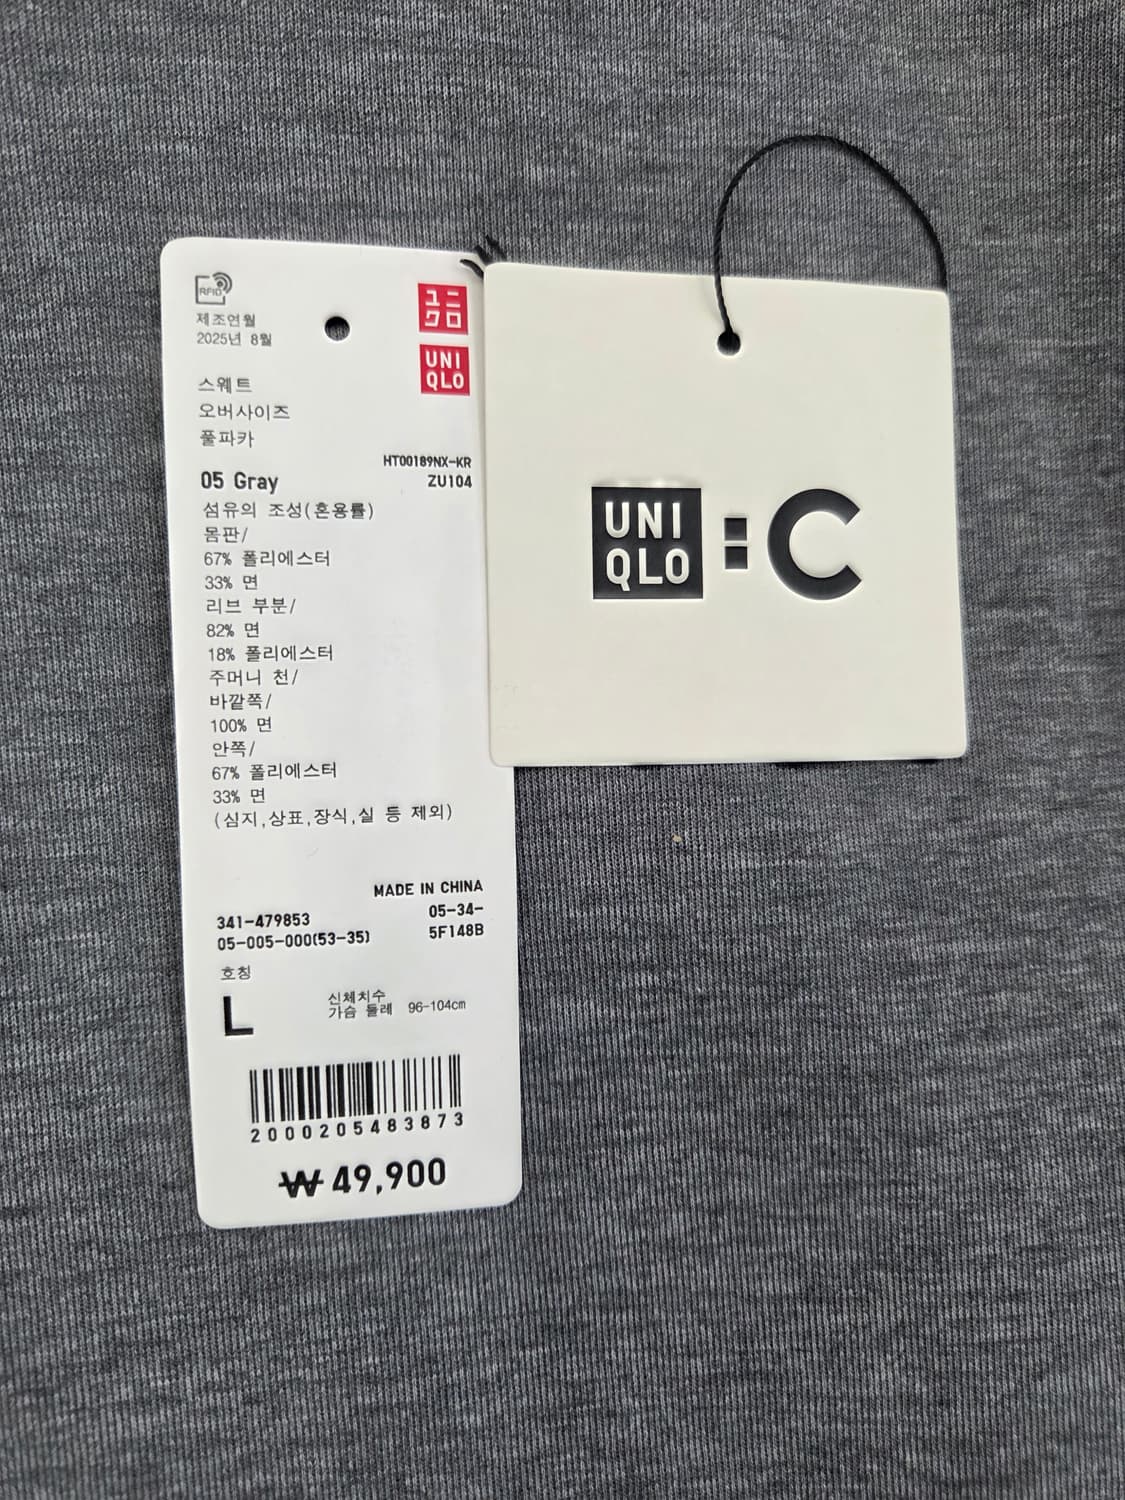 RFID
제조연월
2025년 8월
ユニ
クロ
UNI
QLO
스웨트
오버사이즈
풀파카
HT00189NX-KR
05 Gray
ZU104
섬유의 조성(혼용률)
몸판/
67% 폴리에스터
33% 면
리브 부분/
82% 면
18% 폴리에스터
주머니 천/
바깥쪽/
100% 면
안쪽/
67% 폴리에스터
33% 면
(심지,상표,장식,실 등 제외)
MADE IN CHINA
341-479853
05-34-
05-005-000(53-35)
5F148B
호칭
L
신체치수
가슴 둘레 96-104cm
2000205483873
₩ 49,900
UNI
QLO
: C